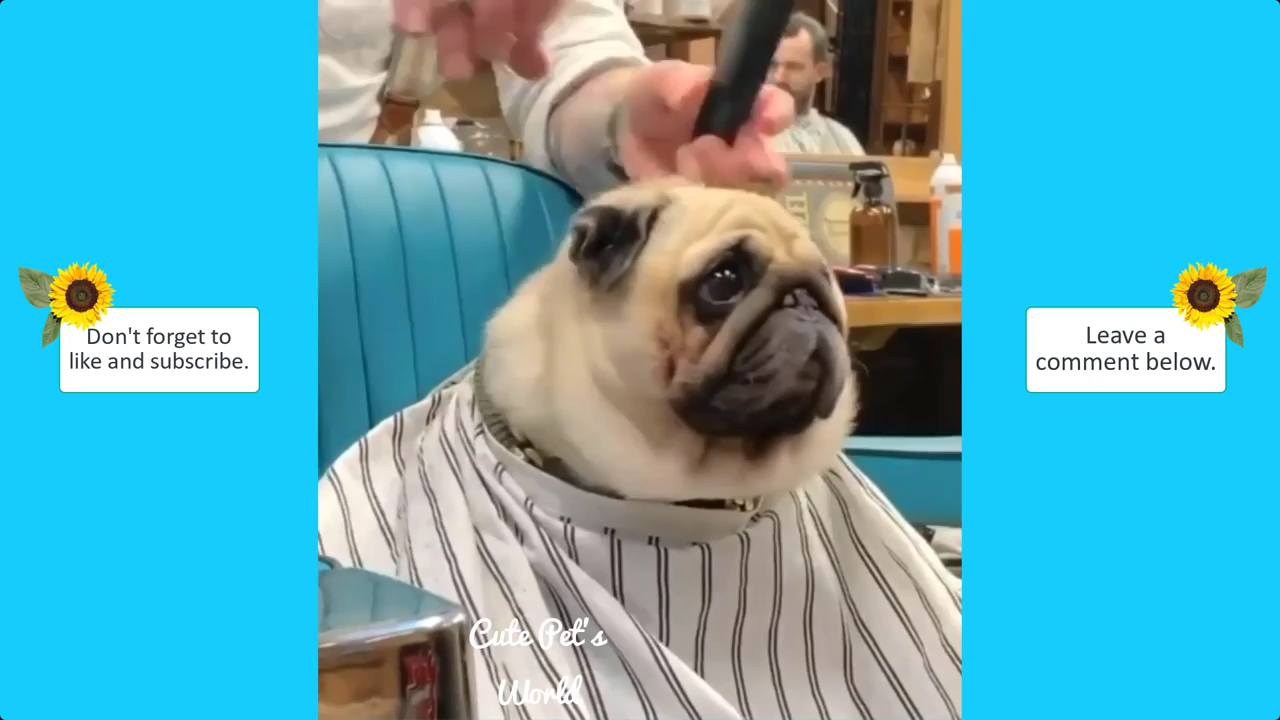 Don't forget to
like and subscribe.
Leave a
comment below.
Cute Pet's
World